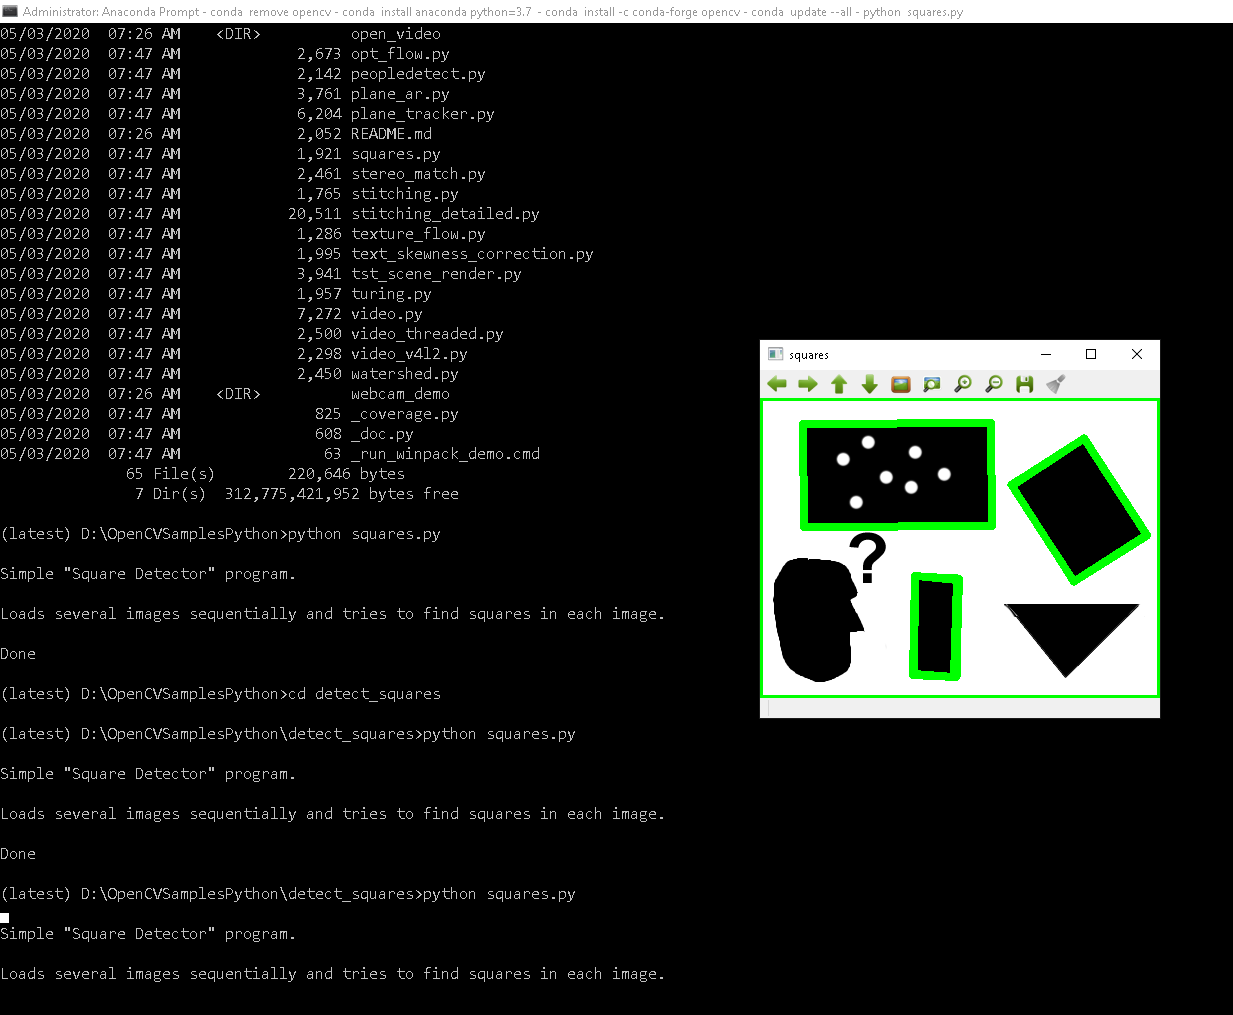 Administrator: Anaconda Prompt - conda remove opencv - conda install anaconda python=3.7 - conda install -c conda-forge opencv - conda update --all - python squares.py
05/03/2020  07:26 AM    <DIR>          open_video
05/03/2020  07:47 AM             2,673 opt_flow.py
05/03/2020  07:47 AM             2,142 peopledetect.py
05/03/2020  07:47 AM             3,761 plane_ar.py
05/03/2020  07:47 AM             6,204 plane_tracker.py
05/03/2020  07:26 AM             2,052 README.md
05/03/2020  07:47 AM             1,921 squares.py
05/03/2020  07:47 AM             2,461 stereo_match.py
05/03/2020  07:47 AM             1,765 stitching.py
05/03/2020  07:47 AM            20,511 stitching_detailed.py
05/03/2020  07:47 AM             1,286 texture_flow.py
05/03/2020  07:47 AM             1,995 text_skewness_correction.py
05/03/2020  07:47 AM             3,941 tst_scene_render.py
05/03/2020  07:47 AM             1,957 turing.py
05/03/2020  07:47 AM             7,272 video.py
05/03/2020  07:47 AM             2,500 video_threaded.py
05/03/2020  07:47 AM             2,298 video_v4l2.py
05/03/2020  07:47 AM             2,450 watershed.py
05/03/2020  07:26 AM    <DIR>          webcam_demo
05/03/2020  07:47 AM               825 _coverage.py
05/03/2020  07:47 AM               608 _doc.py
05/03/2020  07:47 AM                63 _run_winpack_demo.cmd
65 File(s)        220,646 bytes
7 Dir(s)  312,775,421,952 bytes free
(latest) D:\OpenCVSamplesPython>python squares.py
Simple "Square Detector" program.
Loads several images sequentially and tries to find squares in each image.
Done
(latest) D:\OpenCVSamplesPython>cd detect_squares
(latest) D:\OpenCVSamplesPython\detect_squares>python squares.py
Simple "Square Detector" program.
Loads several images sequentially and tries to find squares in each image.
Done
(latest) D:\OpenCVSamplesPython\detect_squares>python squares.py
Simple "Square Detector" program.
Loads several images sequentially and tries to find squares in each image.
squares
?